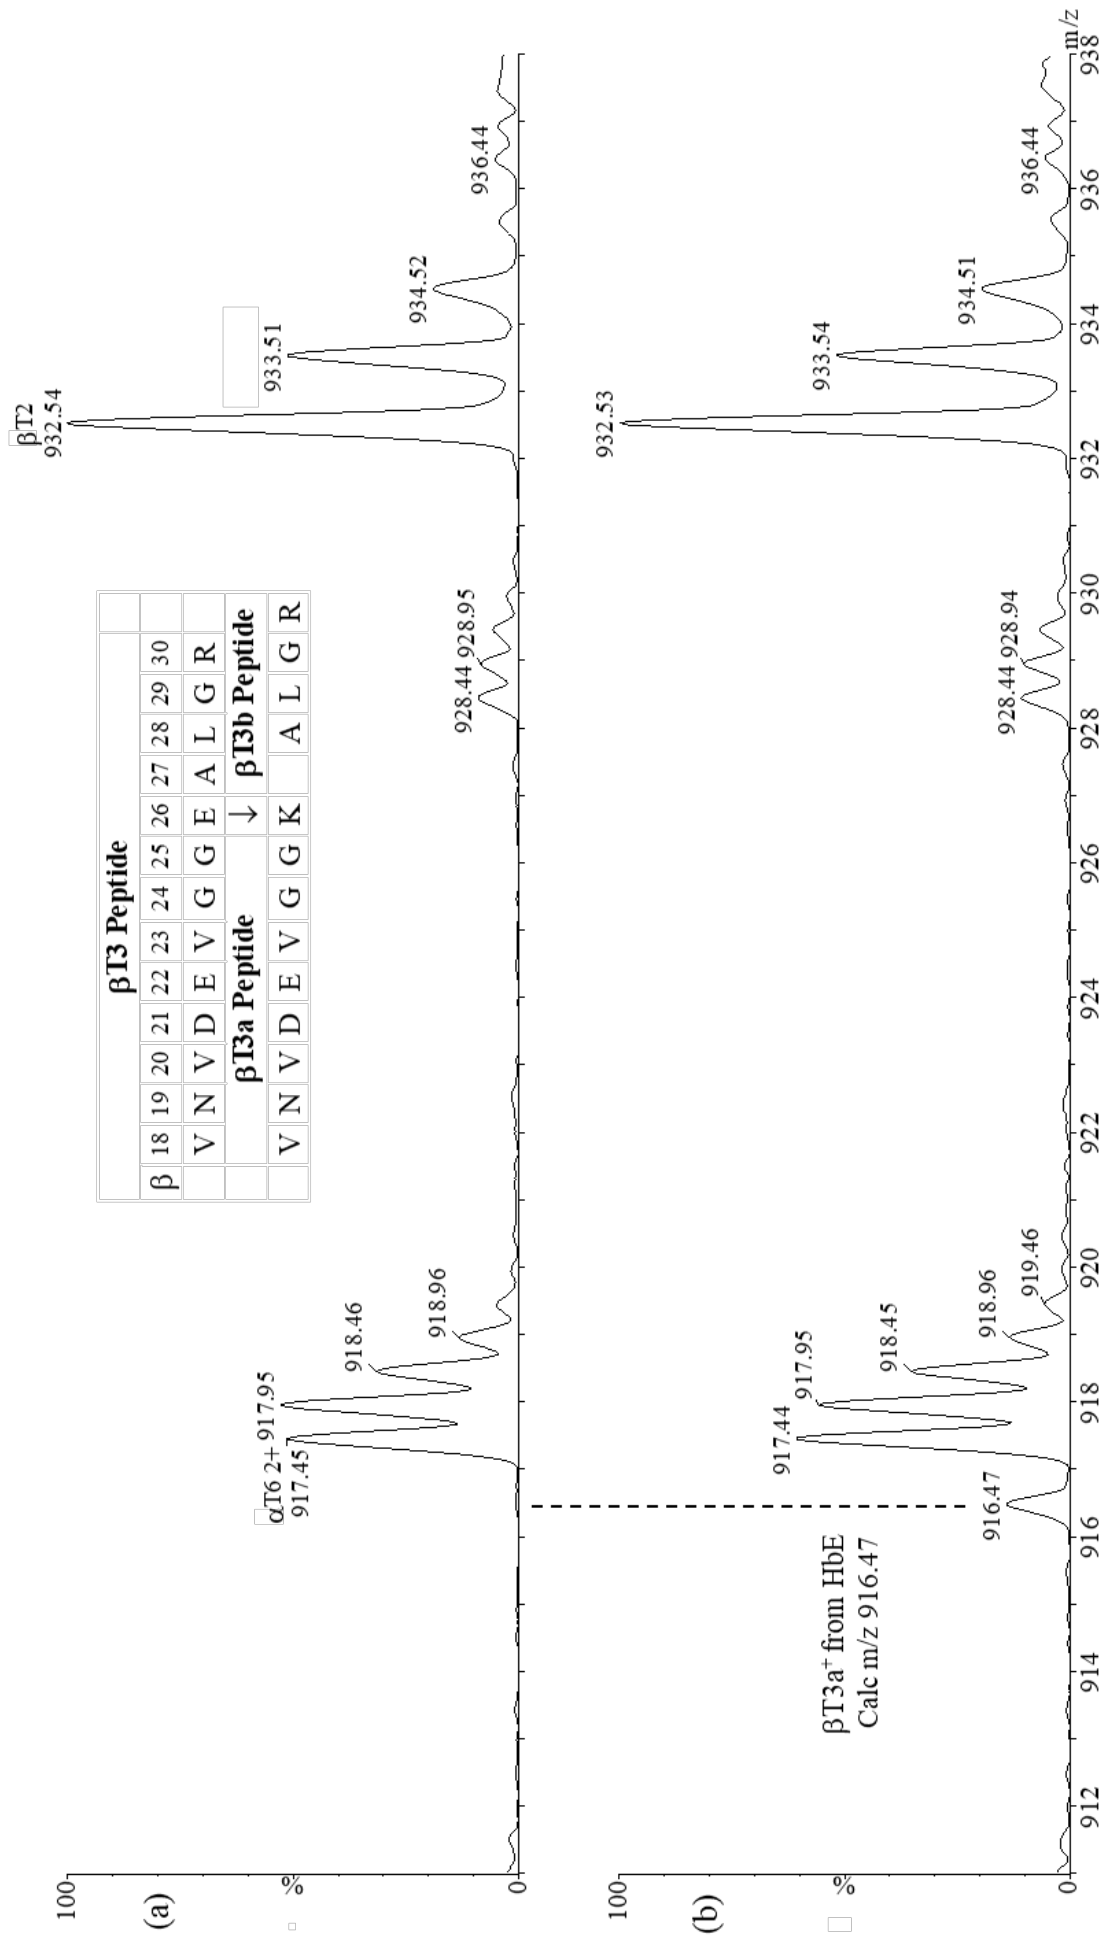 βT2
932.54
933.51
934.52
936.44
928.44 928.95
αT6 2+ 917.95
917.45
918.46
918.96
βT3 Peptide
β 18 19 20 21 22 23 24 25 26 27 28 29 30
V N V D E V G G E A L G R
βT3a Peptide ↓ βT3b Peptide
V N V D E V G G K A L G R
100
(a)
%
0
932.53
933.54
934.51
936.44
928.44 928.94
917.44
917.95
918.45
918.96
919.46
916.47
βT3a+ from HbE
Calc m/z 916.47
100
(b)
%
0
912 914 916 918 920 922 924 926 928 930 932 934 936 938
m/z